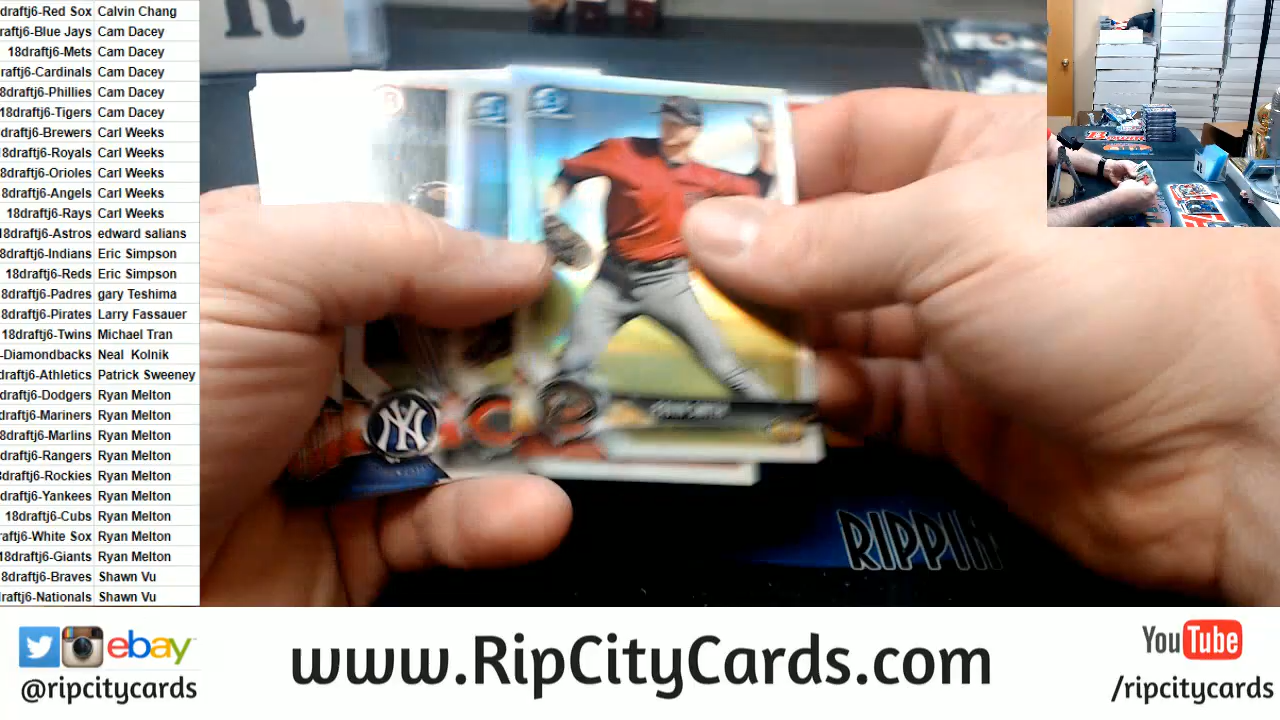 draftj6-Red Sox Calvin Chang
raftj6-Blue Jays Cam Dacey
18draftj6-Mets Cam Dacey
raftj6-Cardinals Cam Dacey
8draftj6-Phillies Cam Dacey
18draftj6-Tigers Cam Dacey
draftj6-Brewers Carl Weeks
8draftj6-Royals Carl Weeks
8draftj6-Orioles Carl Weeks
8draftj6-Angels Carl Weeks
18draftj6-Rays Carl Weeks
8draftj6-Astros edward salians
8draftj6-Indians Eric Simpson
18draftj6-Reds Eric Simpson
8draftj6-Padres gary Teshima
8draftj6-Pirates Larry Fassauer
18draftj6-Twins Michael Tran
-Diamondbacks Neal Kolnik
draftj6-Athletics Patrick Sweeney
draftj6-Dodgers Ryan Melton
draftj6-Mariners Ryan Melton
8draftj6-Marlins Ryan Melton
draftj6-Rangers Ryan Melton
8draftj6-Rockies Ryan Melton
draftj6-Yankees Ryan Melton
18draftj6-Cubs Ryan Melton
raftj6-White Sox Ryan Melton
18draftj6-Giants Ryan Melton
8draftj6-Braves Shawn Vu
raftj6-Nationals Shawn Vu
R
NY
RIPPIN
ebay
@ripcitycards
www.RipCityCards.com
YouTube
/ripcitycards